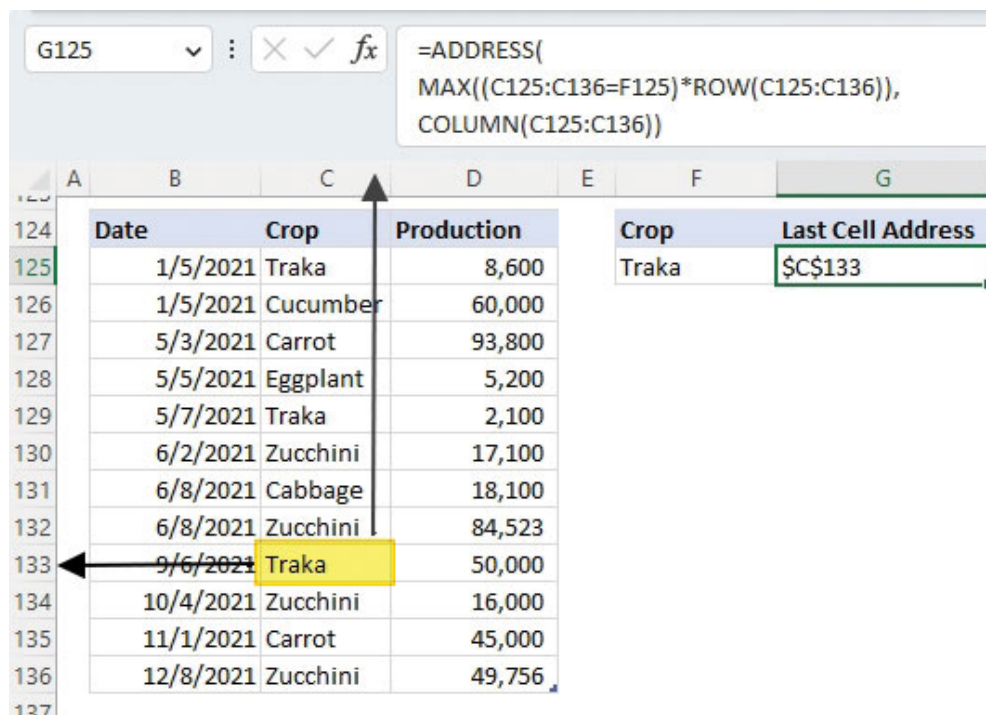 G125 fx =ADDRESS(
MAX((C125:C136=F125)*ROW(C125:C136)),
COLUMN(C125:C136))
A B C D E F G
124 Date Crop Production Crop Last Cell Address
125 1/5/2021 Traka 8,600 Traka $C$133
126 1/5/2021 Cucumber 60,000
127 5/3/2021 Carrot 93,800
128 5/5/2021 Eggplant 5,200
129 5/7/2021 Traka 2,100
130 6/2/2021 Zucchini 17,100
131 6/8/2021 Cabbage 18,100
132 6/8/2021 Zucchini 84,523
133 9/6/2021 Traka 50,000
134 10/4/2021 Zucchini 16,000
135 11/1/2021 Carrot 45,000
136 12/8/2021 Zucchini 49,756